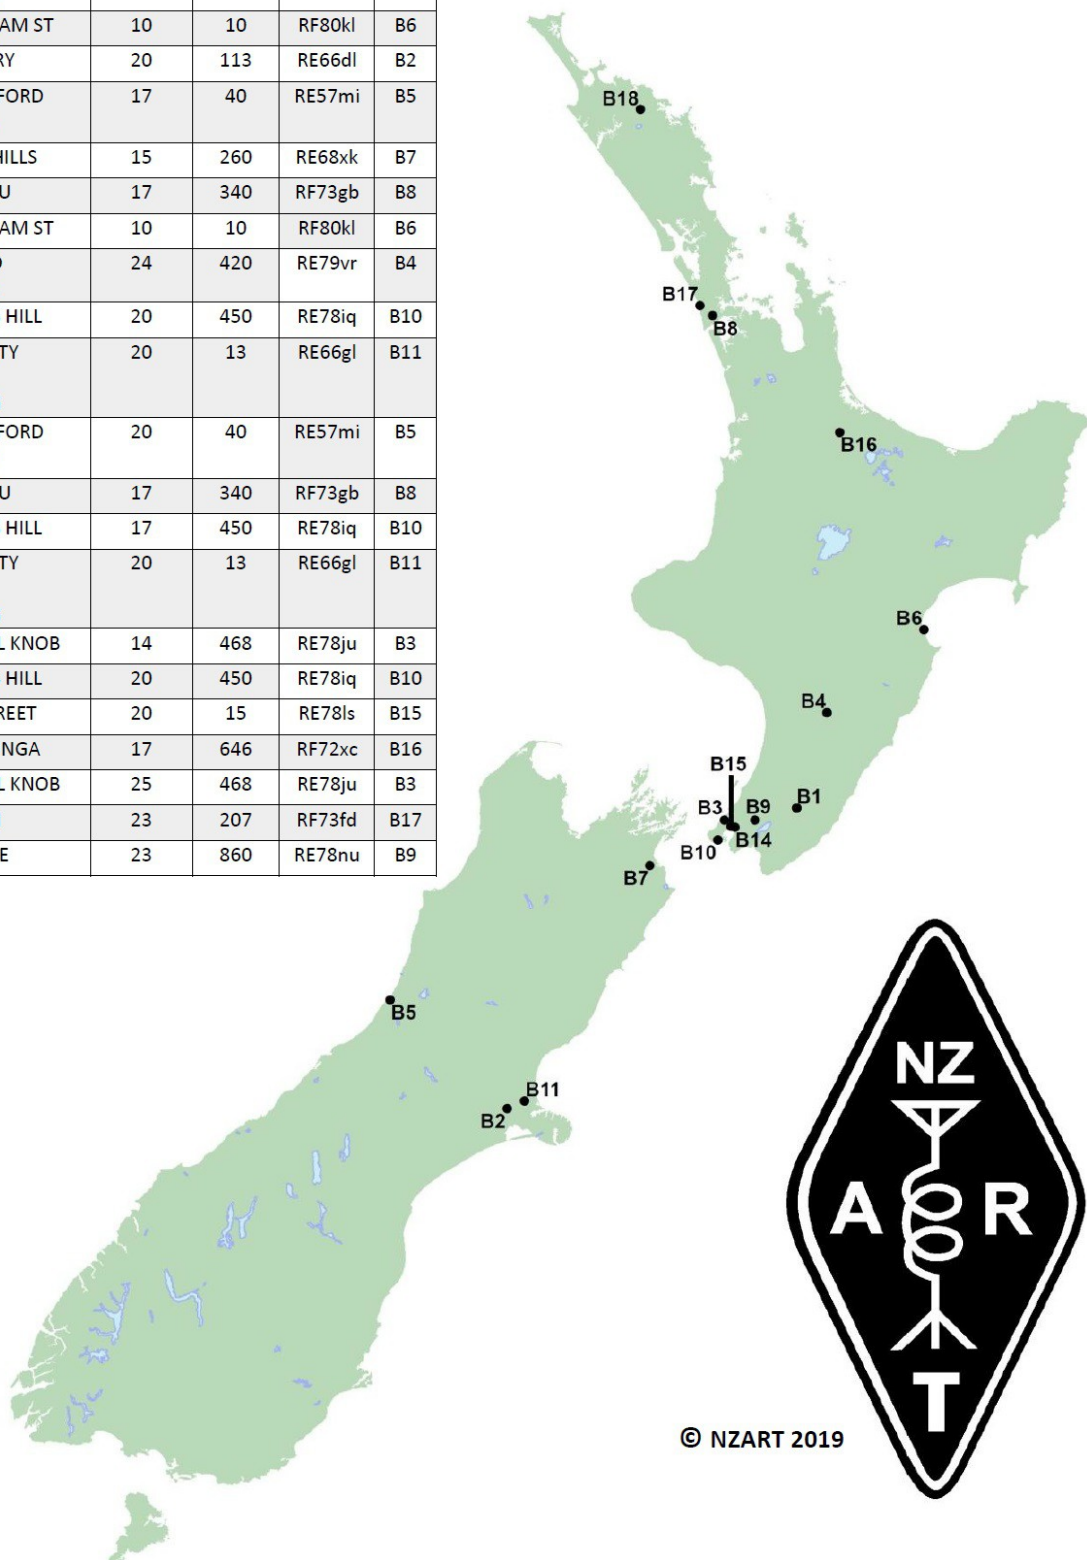 AM ST 10 10 RF80kl B6
RY 20 113 RE66dl B2
FORD 17 40 RE57mi B5
HILLS 15 260 RE68xk B7
U 17 340 RF73gb B8
AM ST 10 10 RF80kl B6
24 420 RE79vr B4
HILL 20 450 RE78iq B10
TY 20 13 RE66gl B11
FORD 20 40 RE57mi B5
U 17 340 RF73gb B8
HILL 17 450 RE78iq B10
TY 20 13 RE66gl B11
L KNOB 14 468 RE78ju B3
HILL 20 450 RE78iq B10
REET 20 15 RE78ls B15
NGA 17 646 RF72xc B16
L KNOB 25 468 RE78ju B3
23 207 RF73fd B17
E 23 860 RE78nu B9
B18
B17
B8
B16
B6
B4
B15
B3
B9
B1
B14
B10
B7
B5
B11
B2
NZ
A R
T
© NZART 2019